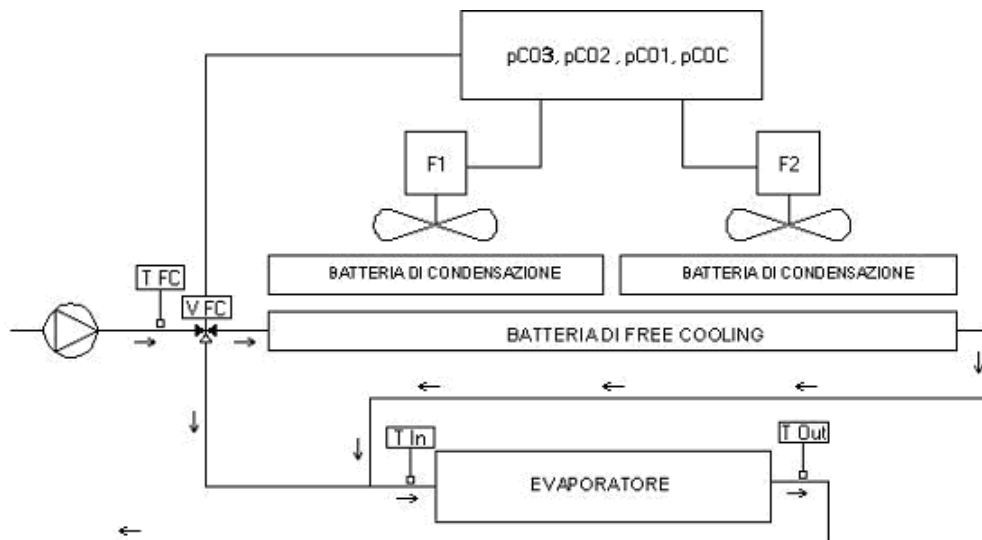 pCO3, pCO2 , pCO1, pCOC
F1
F2
BATTERIA DI CONDENSAZIONE
BATTERIA DI CONDENSAZIONE
T FC
V FC
BATTERIA DI FREE COOLING
T In
T Out
EVAPORATORE